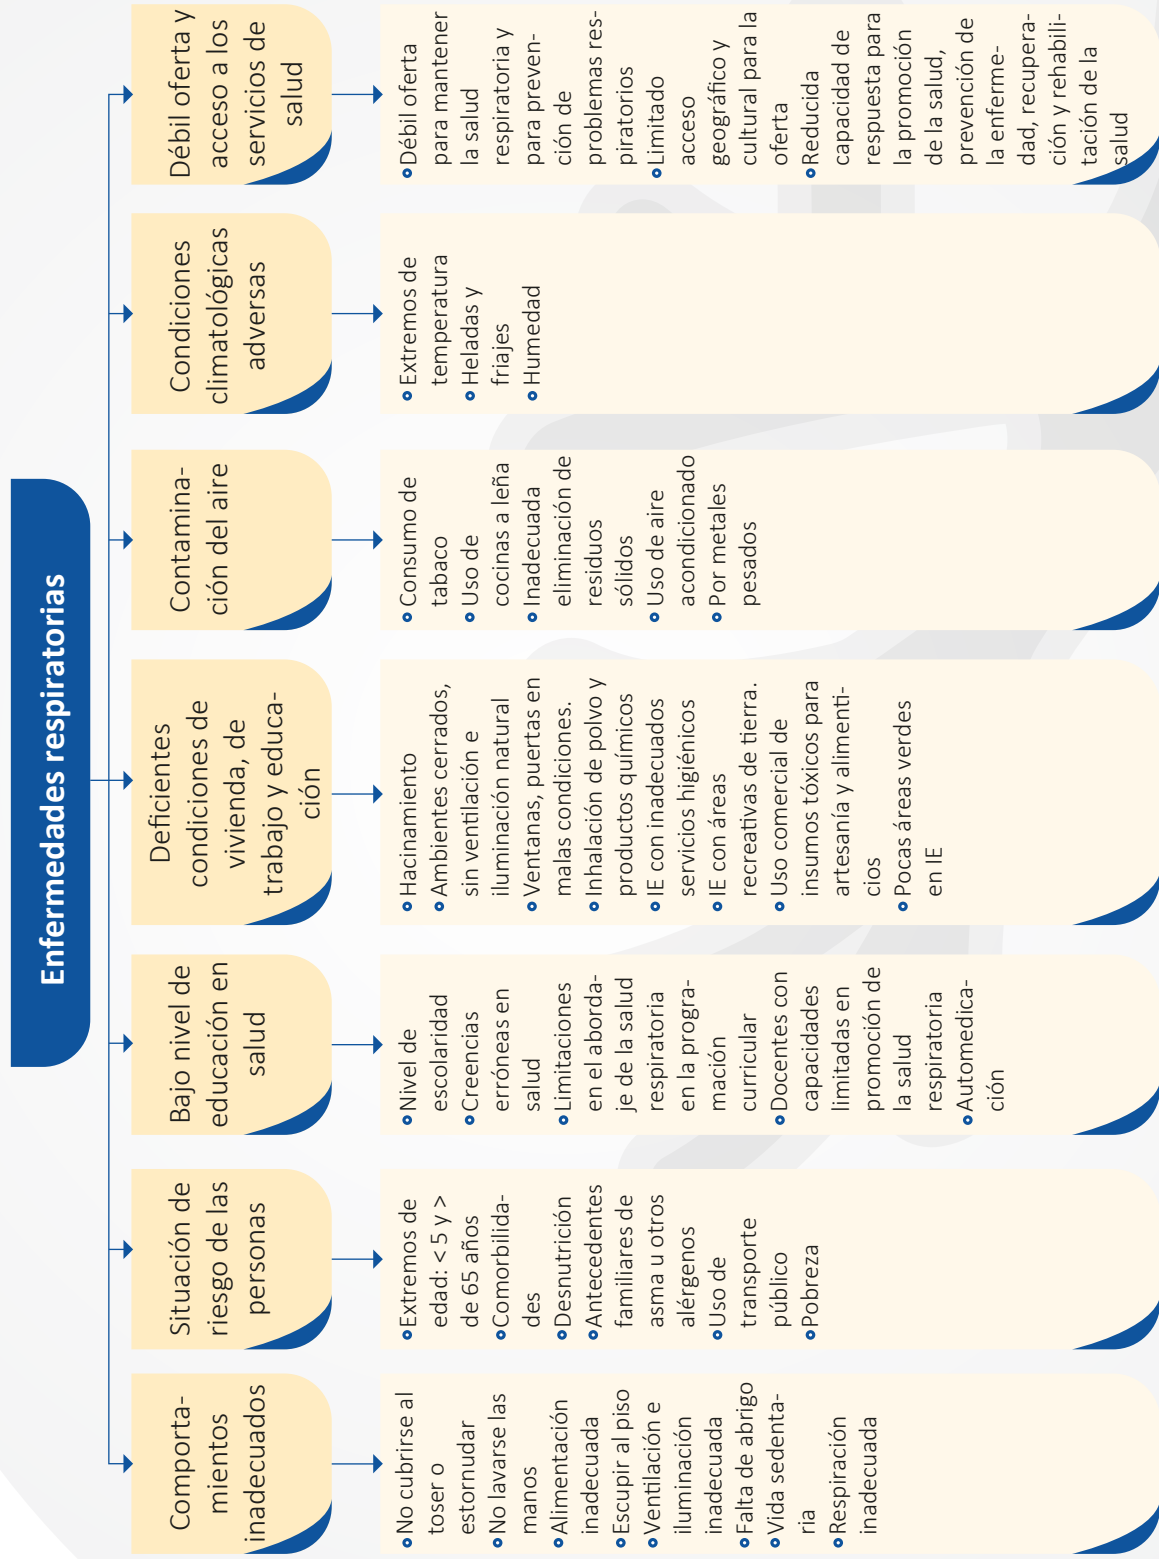 Enfermedades respiratorias
Comporta-
mientos
inadecuados
No cubrirse al
toser o
estornudar
No lavarse las
manos
Alimentación
inadecuada
Escupir al piso
Ventilación e
iluminación
inadecuada
Falta de abrigo
Vida sedenta-
ria
Respiración
inadecuada
Situación de
riesgo de las
personas
Extremos de
edad: < 5 y >
de 65 años
Comorbilida-
des
Desnutrición
Antecedentes
familiares de
asma u otros
alérgenos
Uso de
transporte
público
Pobreza
Bajo nivel de
educación en
salud
Nivel de
escolaridad
Creencias
erróneas en
salud
Limitaciones
en el aborda-
je de la salud
respiratoria
en la progra-
mación
curricular
Docentes con
capacidades
limitadas en
promoción de
la salud
respiratoria
Automedica-
ción
Deficientes
condiciones de
vivienda, de
trabajo y educa-
ción
Hacinamiento
Ambientes cerrados,
sin ventilación e
iluminación natural
Ventanas, puertas en
malas condiciones.
Inhalación de polvo y
productos químicos
IE con inadecuados
servicios higiénicos
IE con áreas
recreativas de tierra.
Uso comercial de
insumos tóxicos para
artesanía y alimenti-
cios
Pocas áreas verdes
en IE
Contamina-
ción del aire
Consumo de
tabaco
Uso de
cocinas a leña
Inadecuada
eliminación de
residuos
sólidos
Uso de aire
acondicionado
Por metales
pesados
Condiciones
climatológicas
adversas
Extremos de
temperatura
Heladas y
friajes
Humedad
Débil oferta y
acceso a los
servicios de
salud
Débil oferta
para mantener
la salud
respiratoria y
para preven-
ción de
problemas res-
piratorios
Limitado
acceso
geográfico y
cultural para la
oferta
Reducida
capacidad de
respuesta para
la promoción
de la salud,
prevención de
la enferme-
dad, recupera-
ción y rehabili-
tación de la
salud